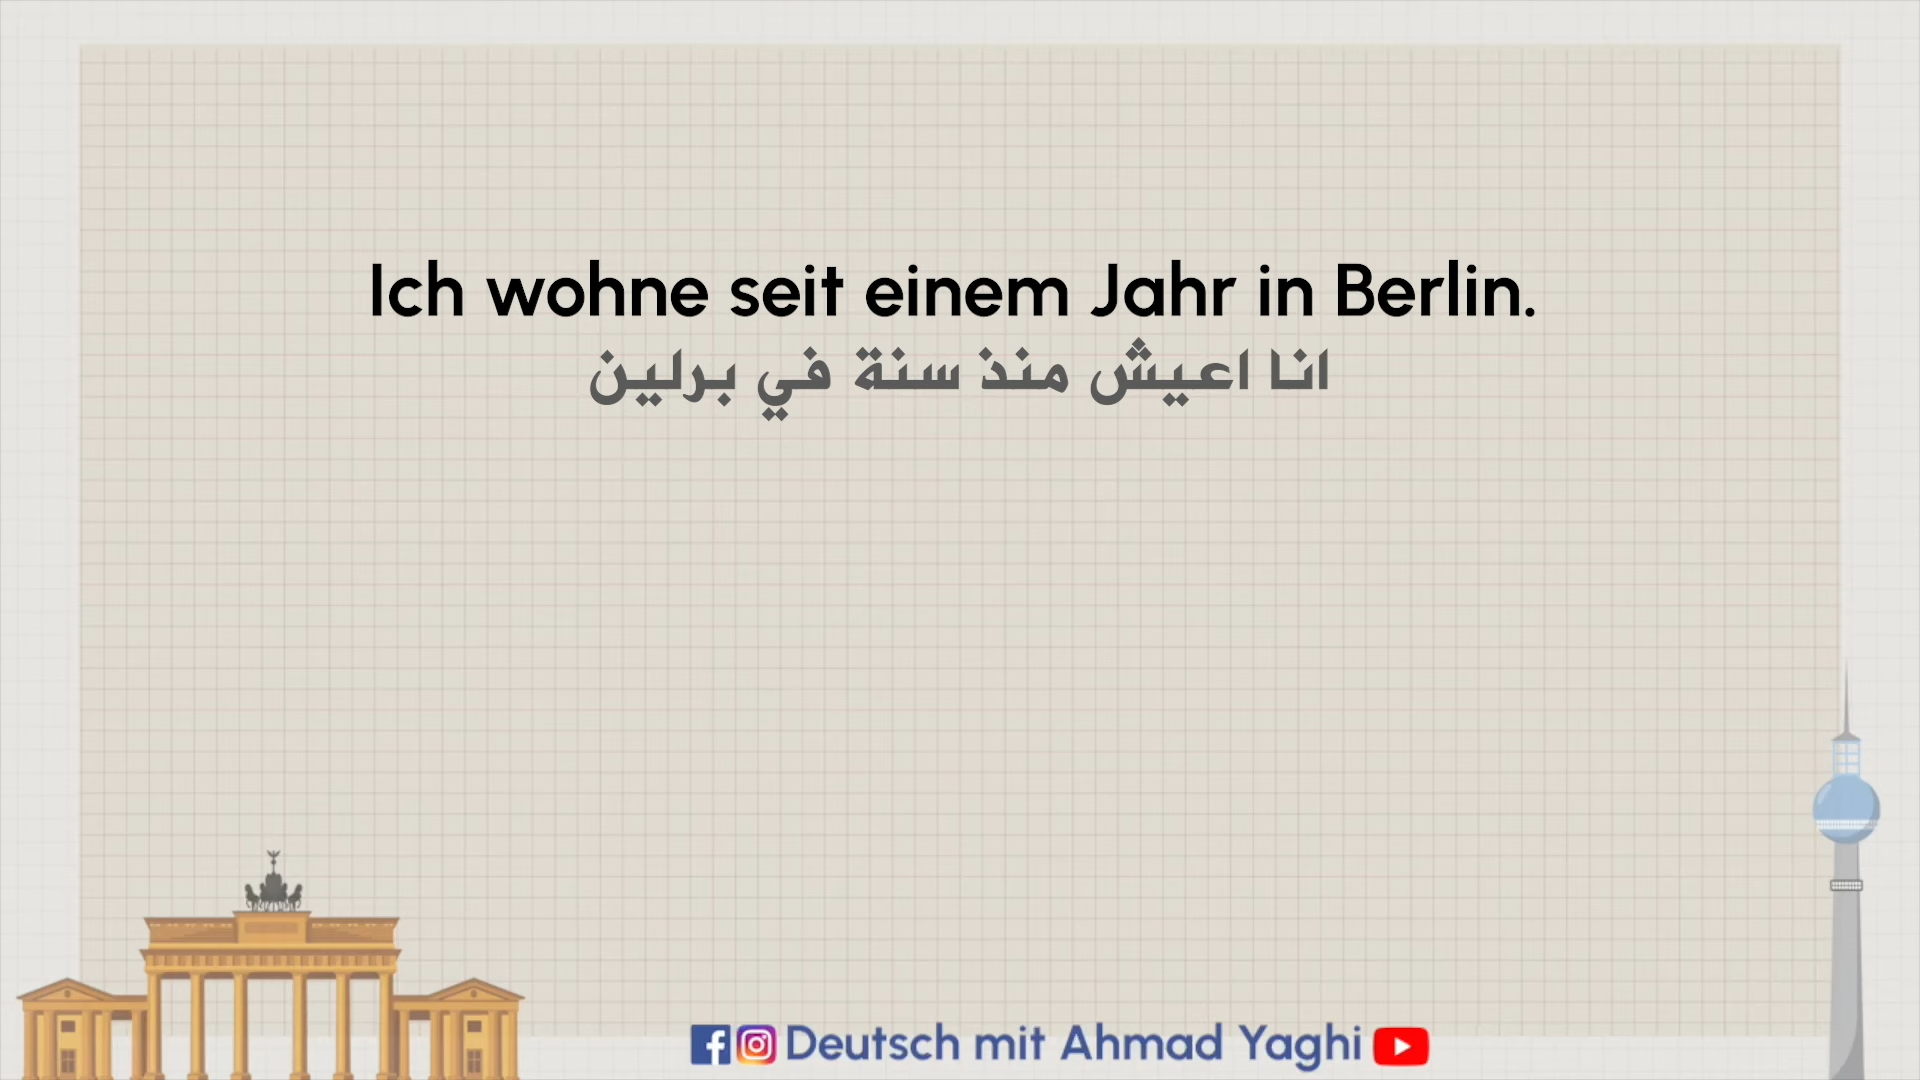 Ich wohne seit einem Jahr in Berlin.
انا اعيش منذ سنة في برلين
Deutsch mit Ahmad Yaghi